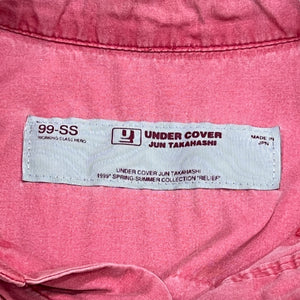 99-SS
WORKING CLASS HERO
U UNDER COVER
JUN TAKAHASHI
MADE IN
JPN
UNDER COVER JUN TAKAHASHI
1999' SPRING-SUMMER COLLECTION "RELIEF"